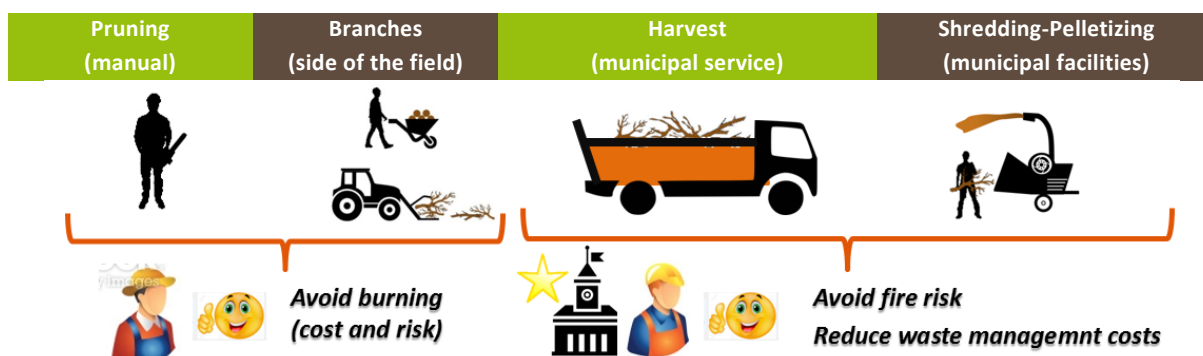 Pruning
(manual)
Branches
(side of the field)
Harvest
(municipal service)
Shredding-Pelletizing
(municipal facilities)
images
Avoid burning
(cost and risk)
Avoid fire risk
Reduce waste managemnt costs